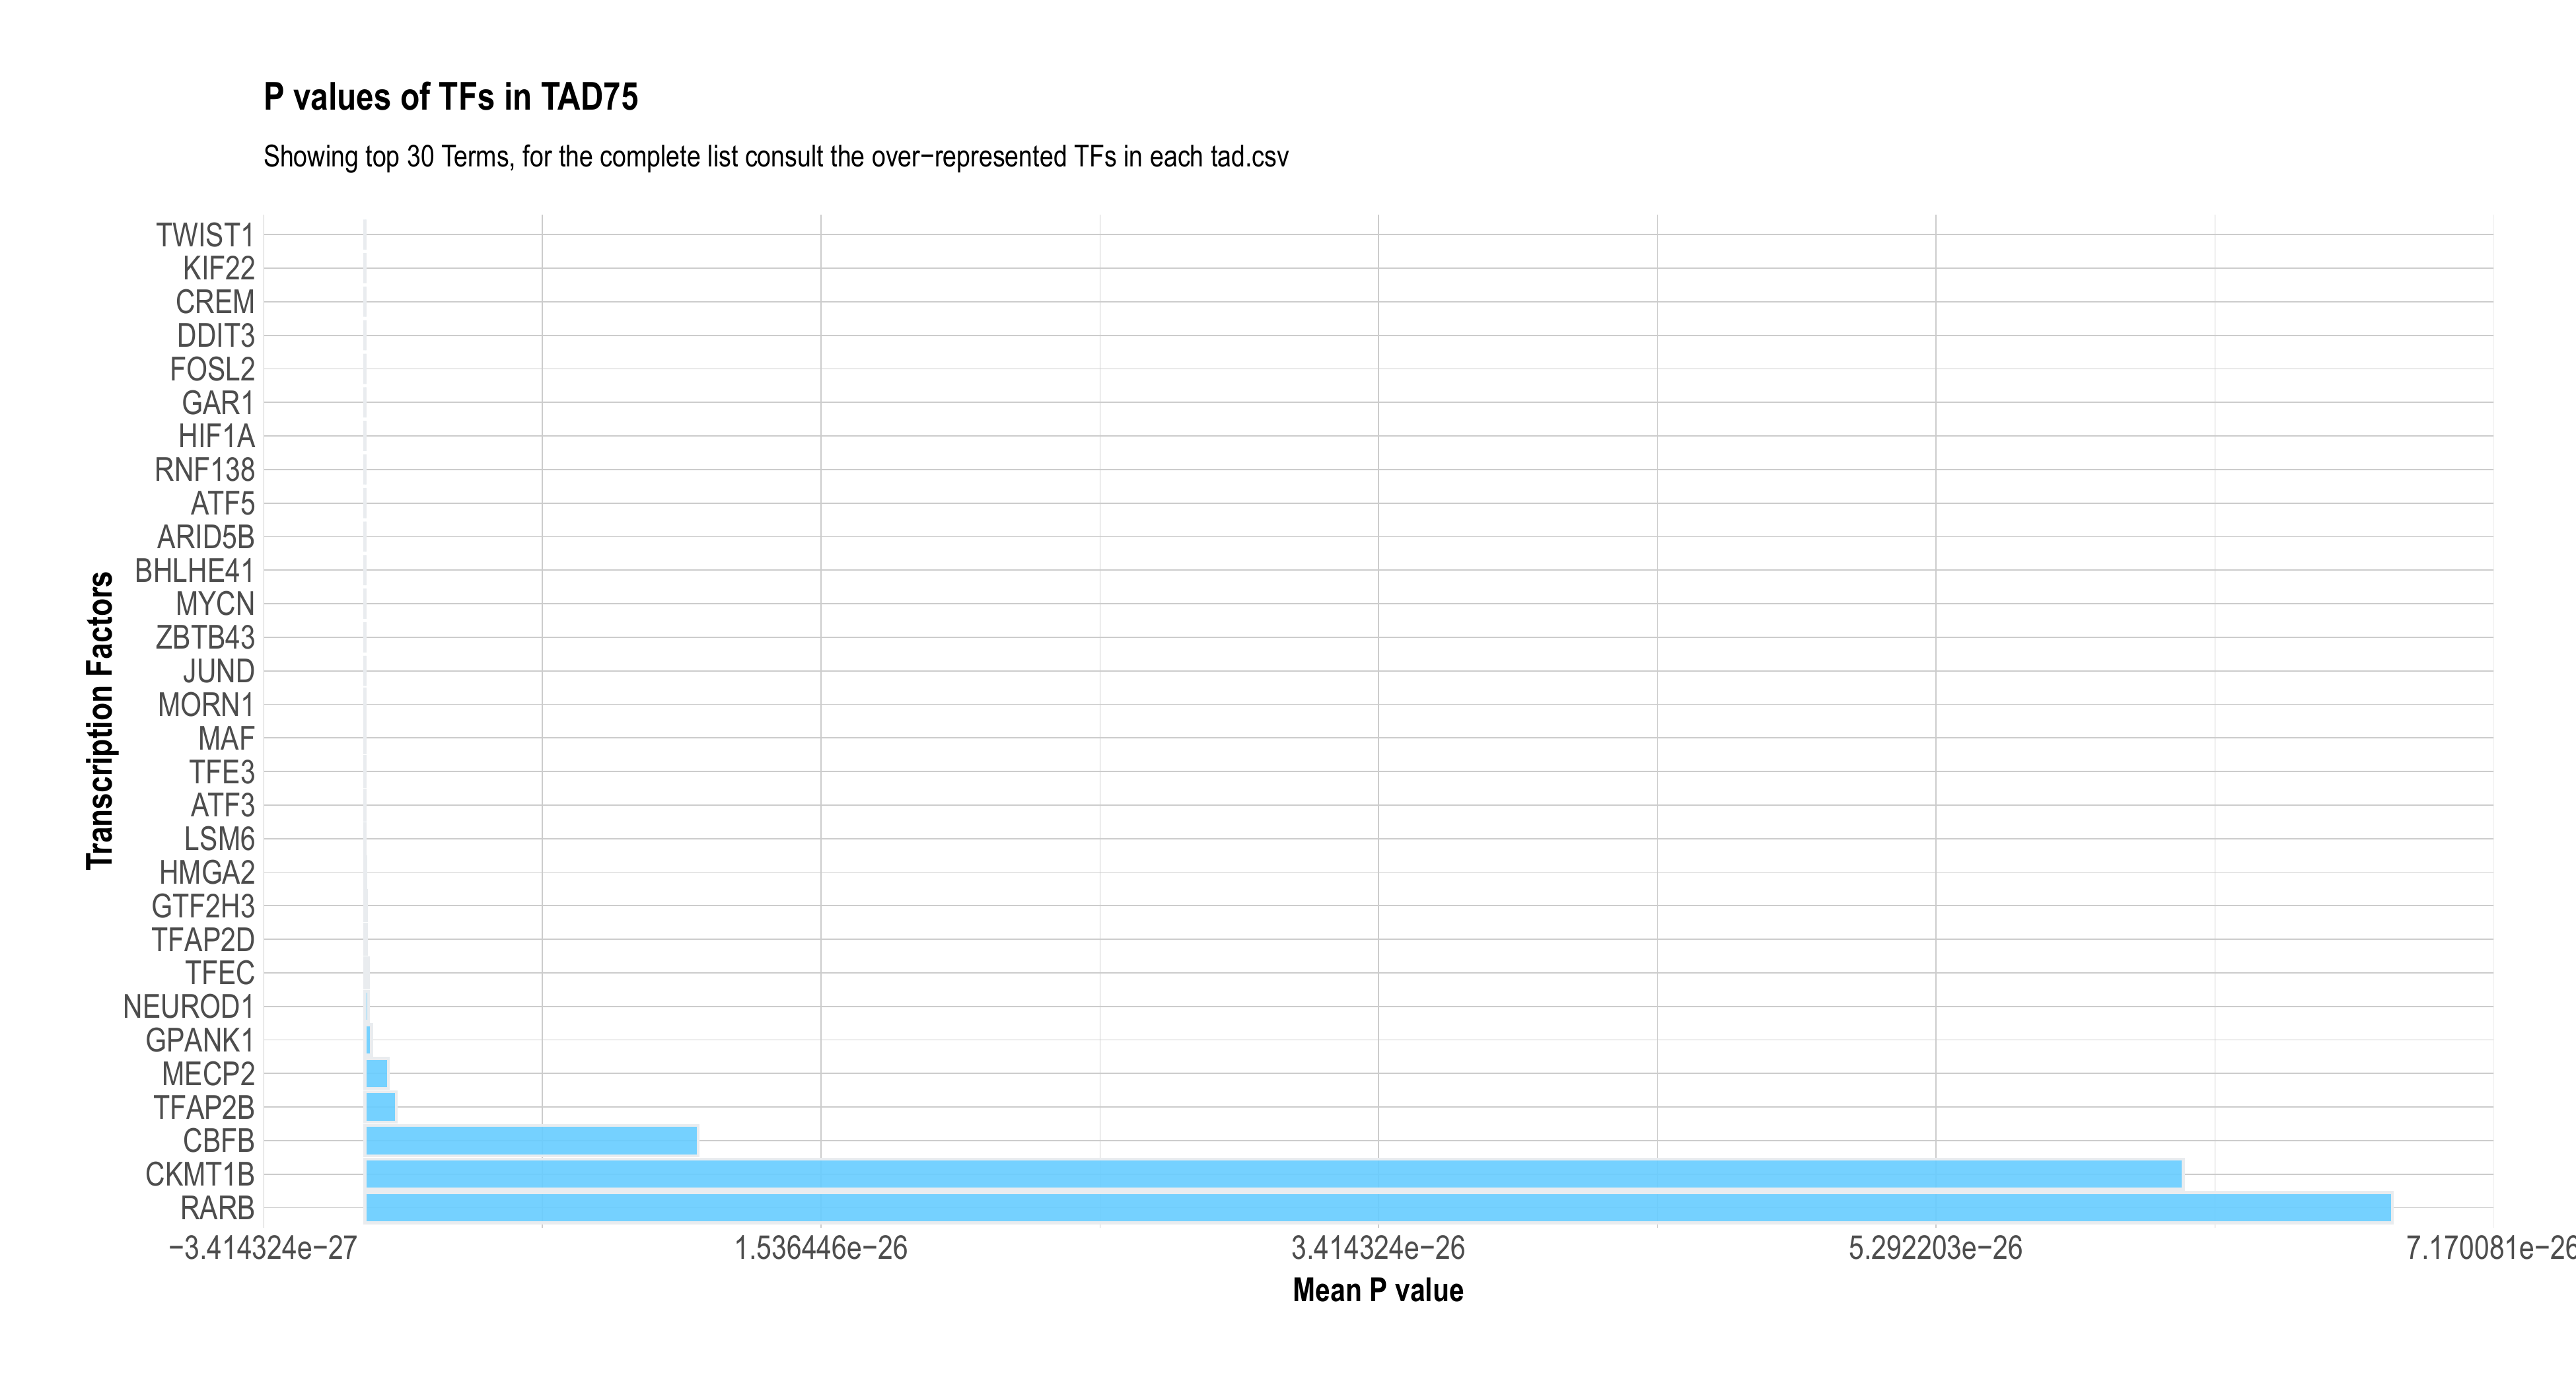 P values of TFs in TAD75
Showing top 30 Terms, for the complete list consult the over−represented TFs in each tad.csv
Transcription Factors
TWIST1
KIF22
CREM
DDIT3
FOSL2
GAR1
HIF1A
RNF138
ATF5
ARID5B
BHLHE41
MYCN
ZBTB43
JUND
MORN1
MAF
TFE3
ATF3
LSM6
HMGA2
GTF2H3
TFAP2D
TFEC
NEUROD1
GPANK1
MECP2
TFAP2B
CBFB
CKMT1B
RARB
−3.414324e−27 1.536446e−26 3.414324e−26 5.292203e−26 7.170081e−26
Mean P value